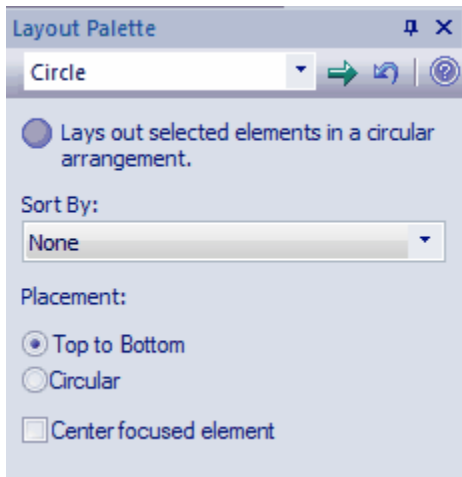 Layout Palette
Circle
Lays out selected elements in a circular
arrangement.
Sort By:
None
Placement:
Top to Bottom
Circular
Center focused element